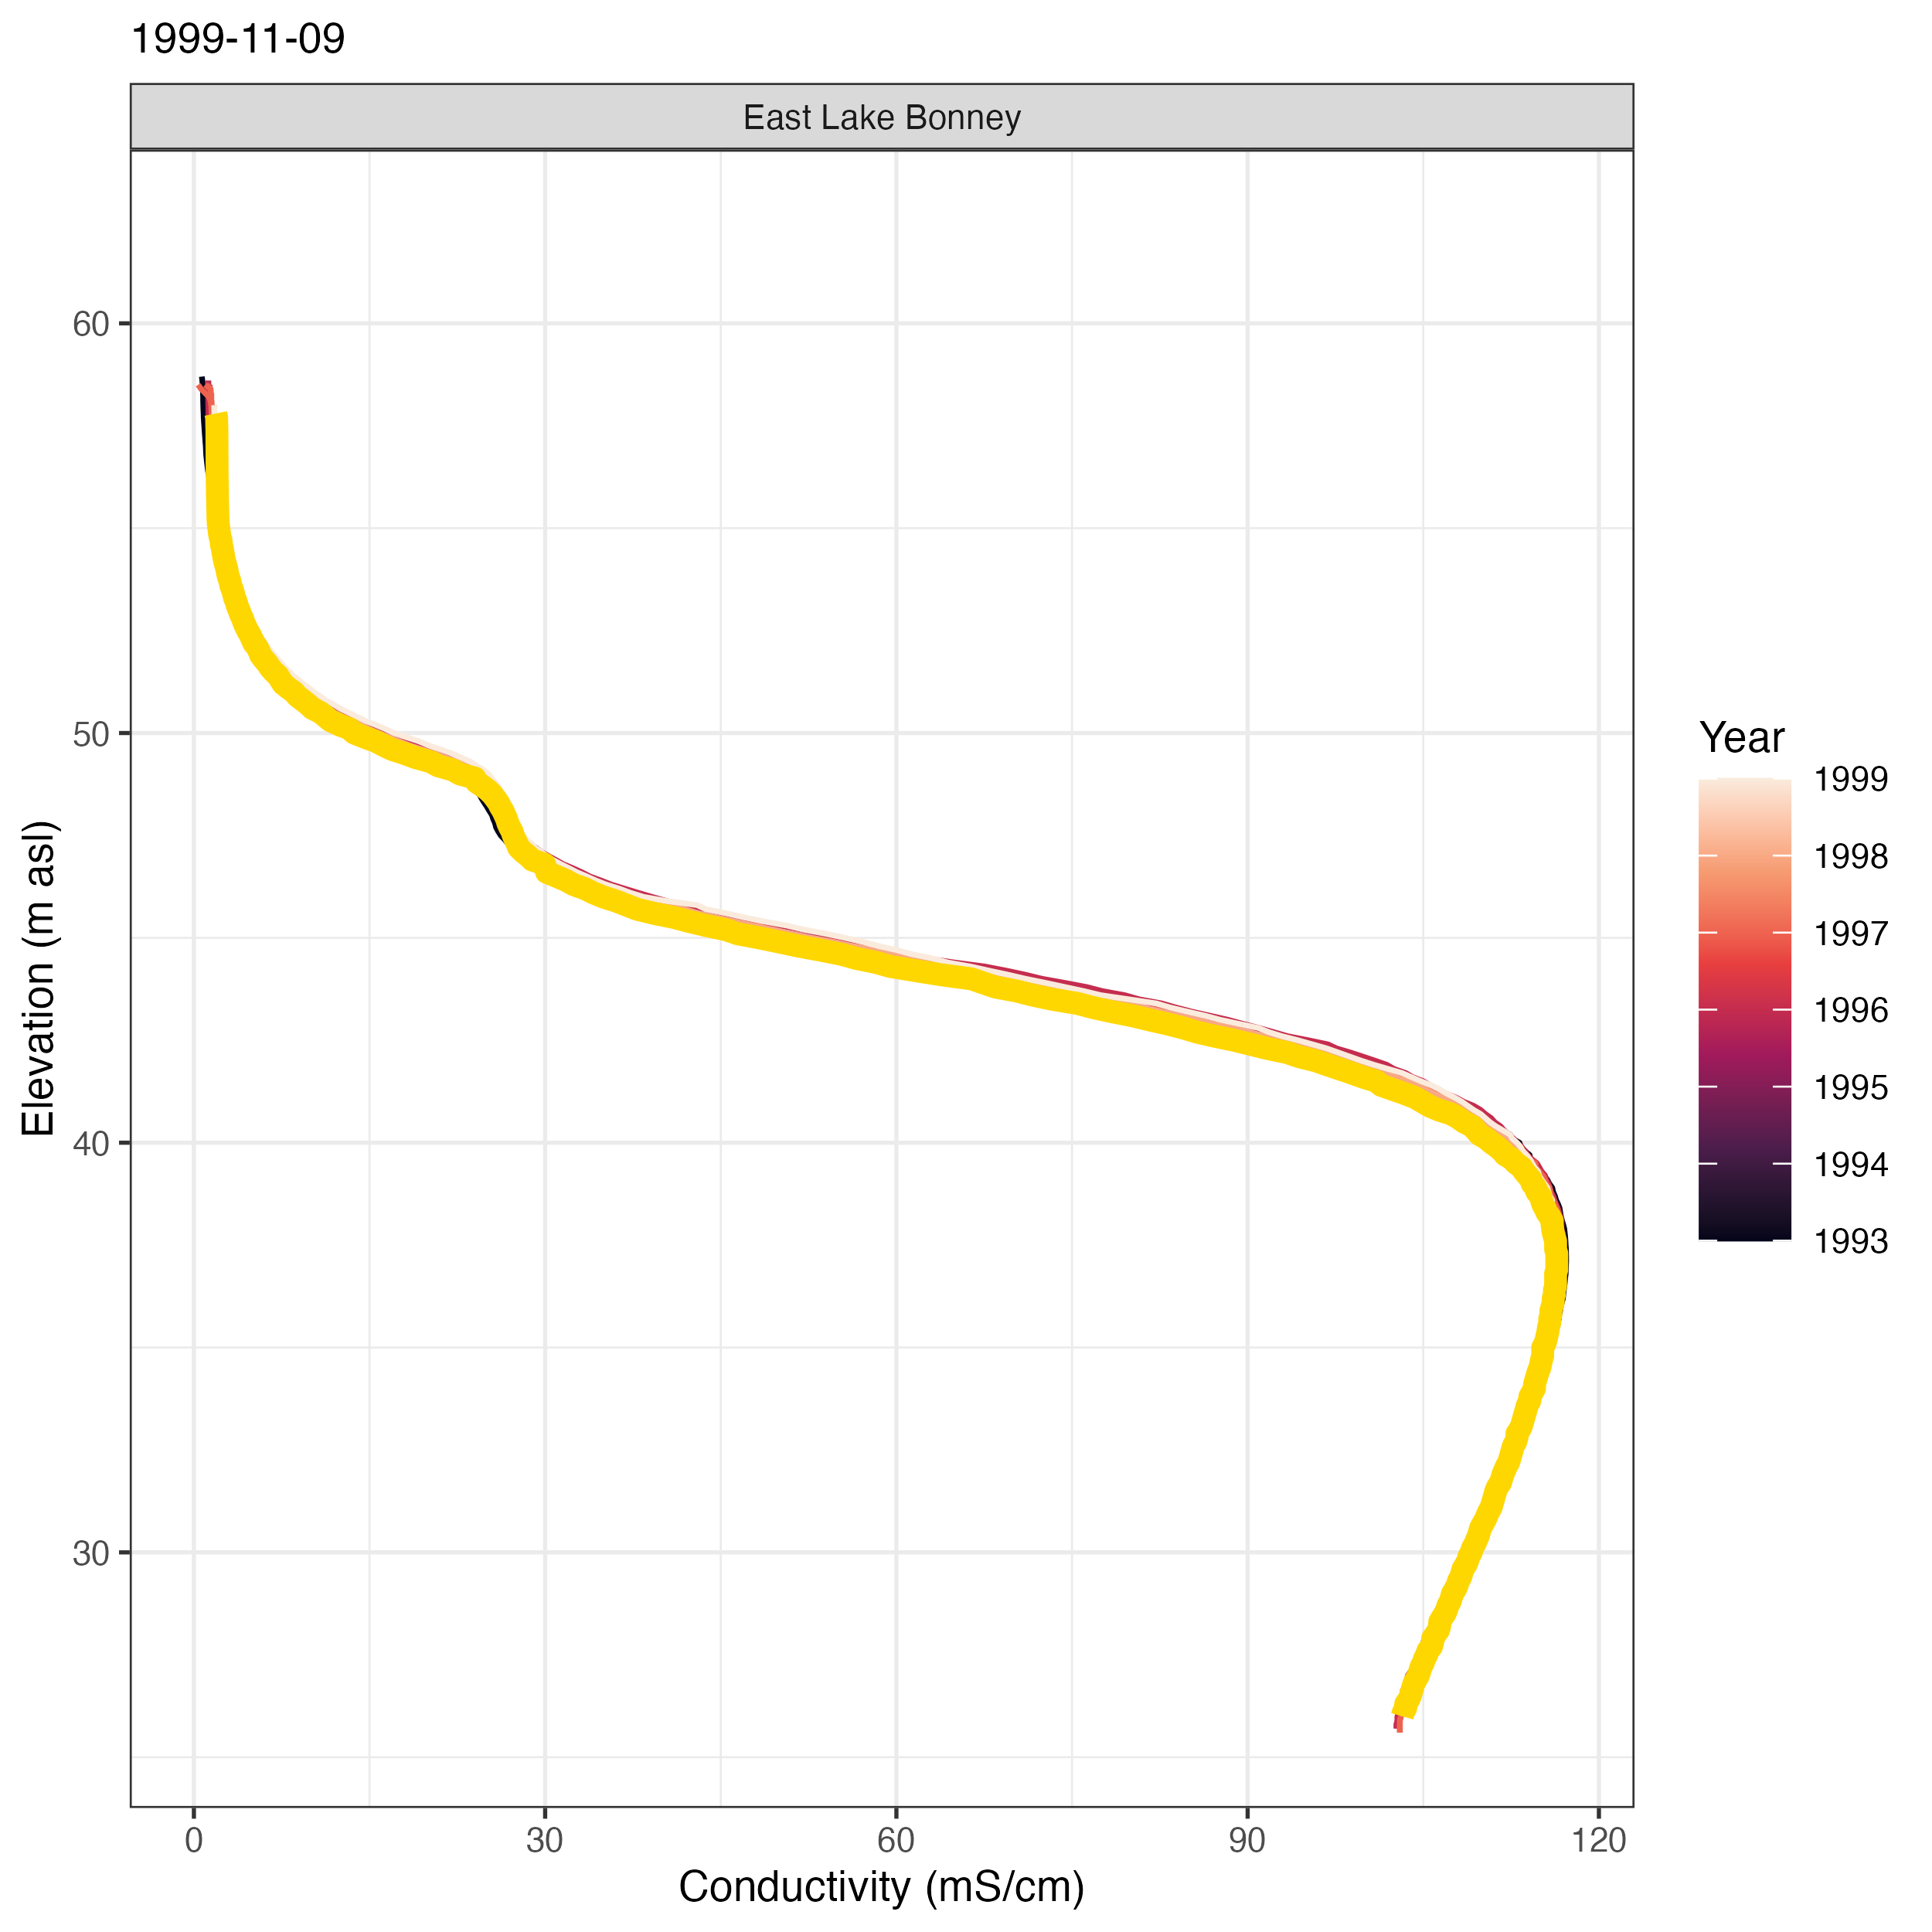 1999-11-09
East Lake Bonney
60
50
40
30
Elevation (m asl)
0 30 60 90 120
Conductivity (mS/cm)
Year
1999
1998
1997
1996
1995
1994
1993